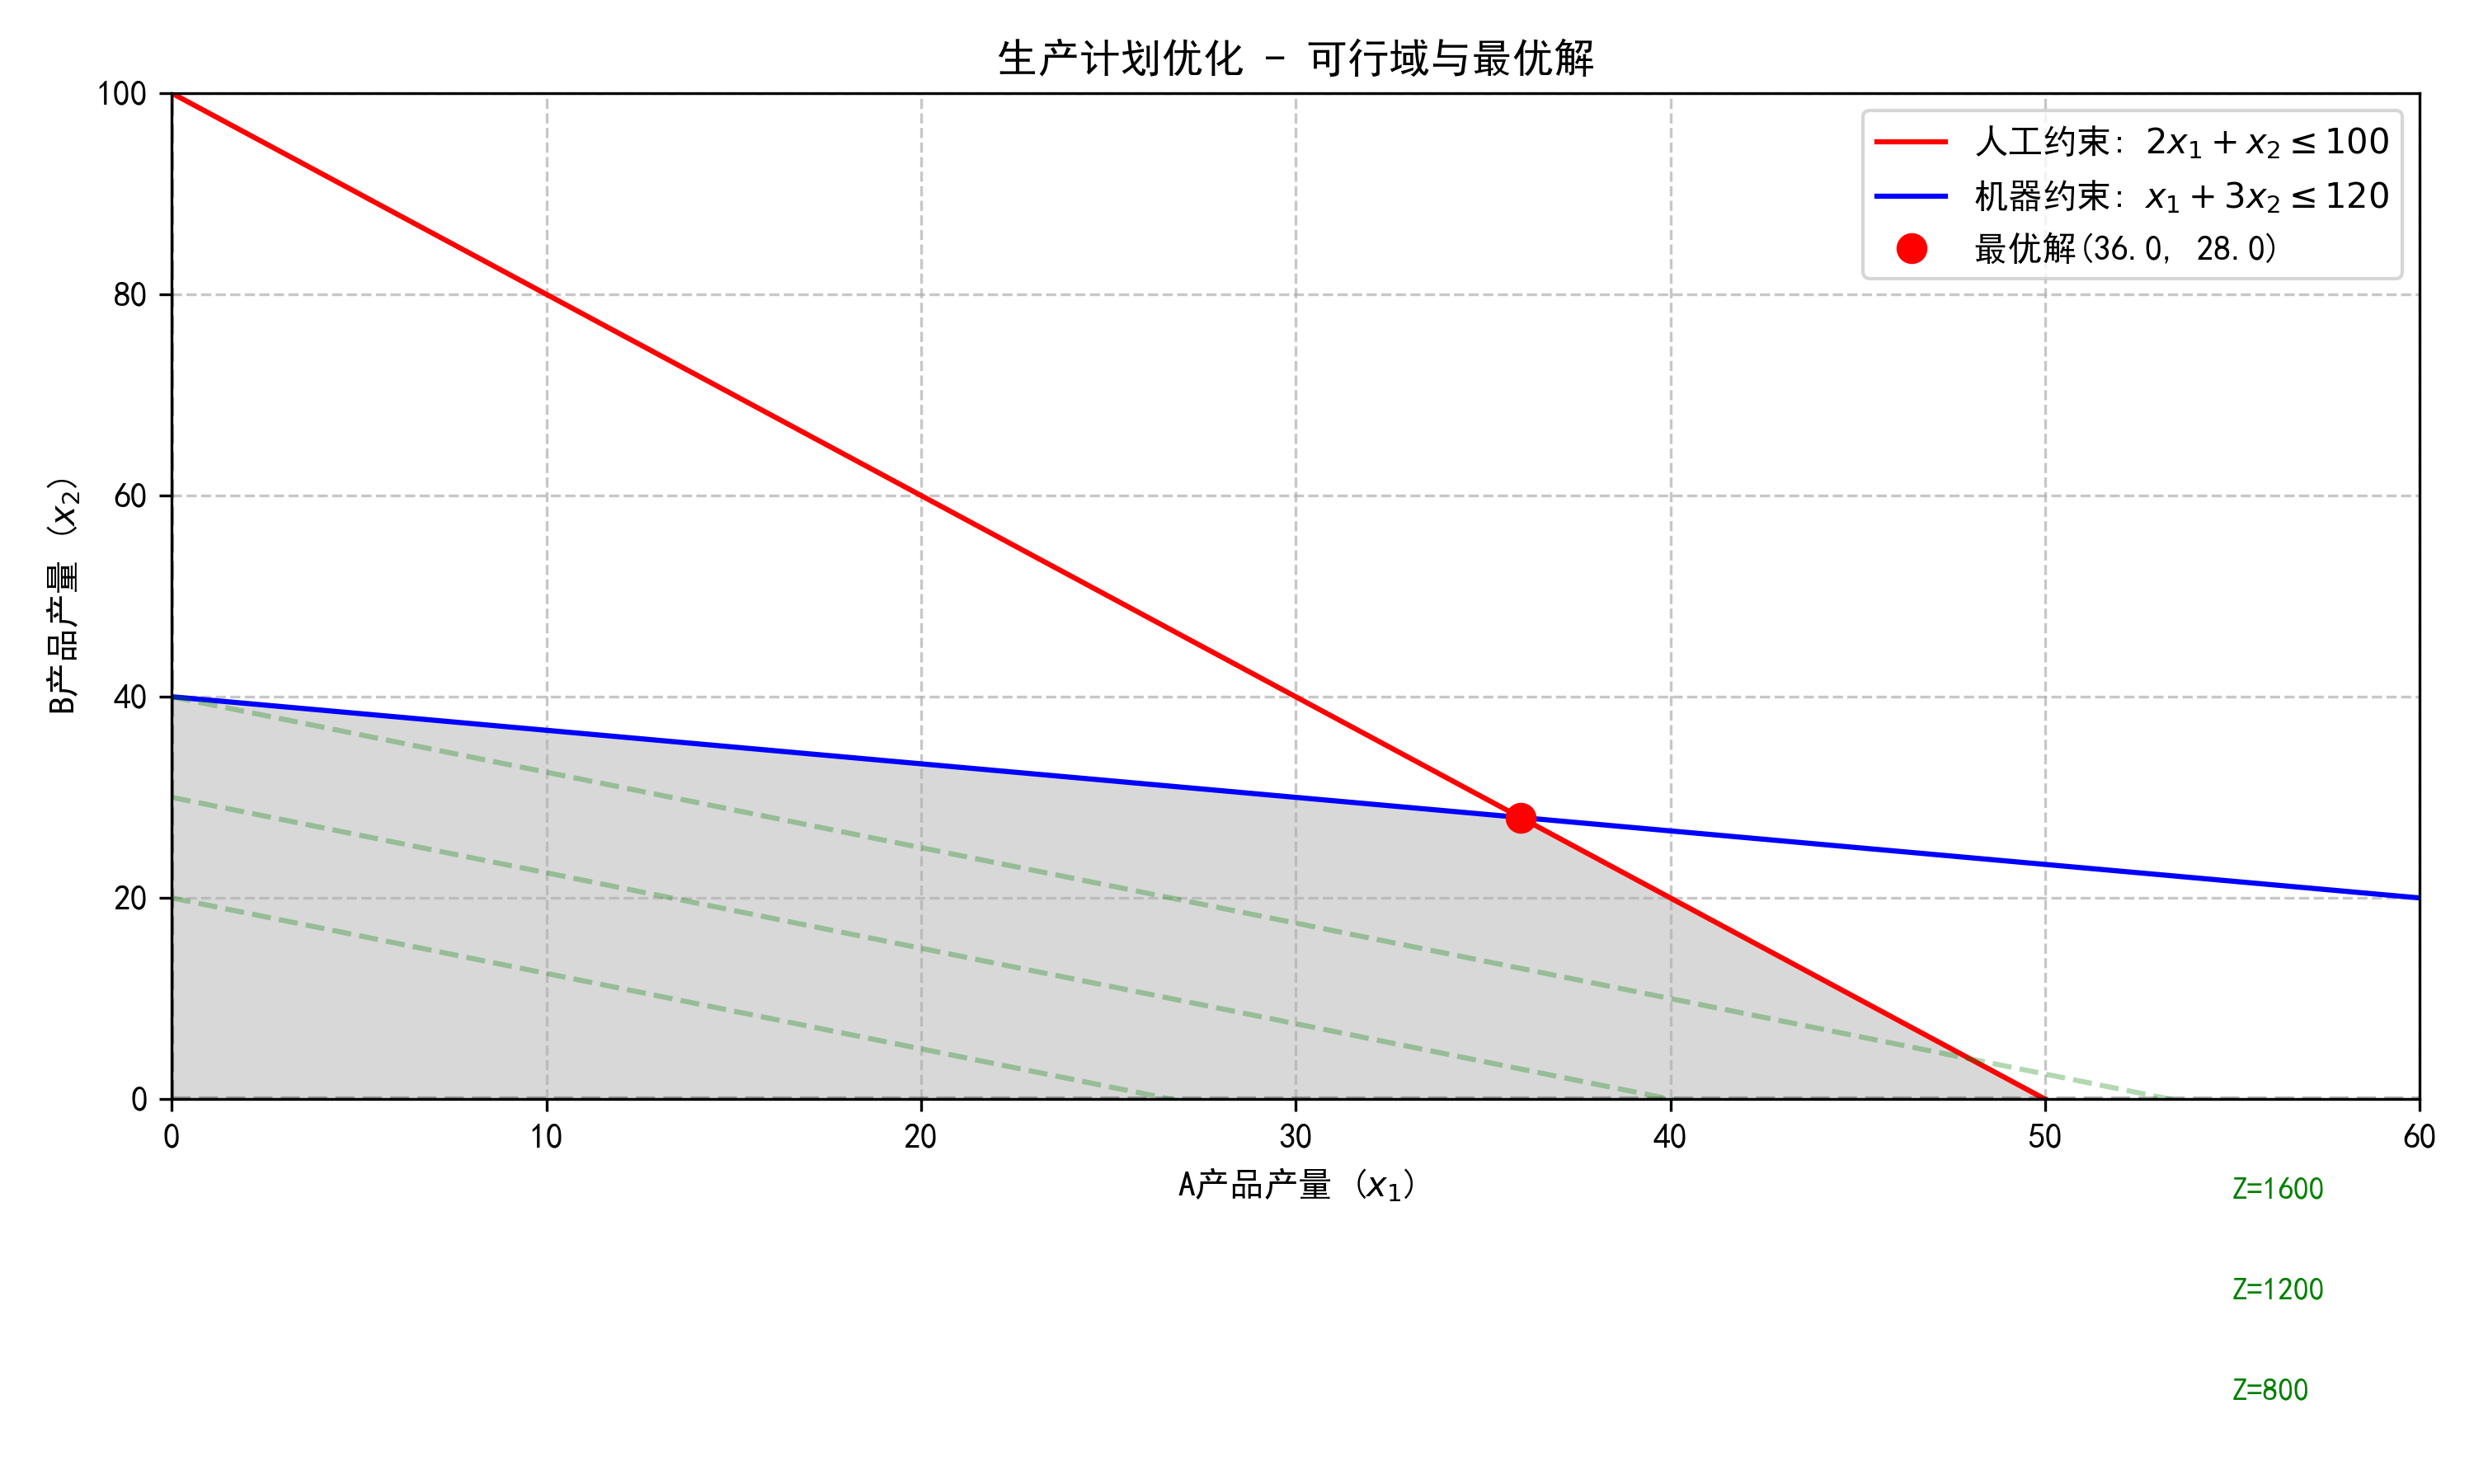 生产计划优化 - 可行域与最优解
人工约束: 2x₁ + x₂ ≤ 100
机器约束: x₁ + 3x₂ ≤ 120
最优解(36.0, 28.0)
B产品产量 (x₂)
100
80
60
40
20
0
0 10 20 30 40 50 60
A产品产量 (x₁)
Z=1600
Z=1200
Z=800